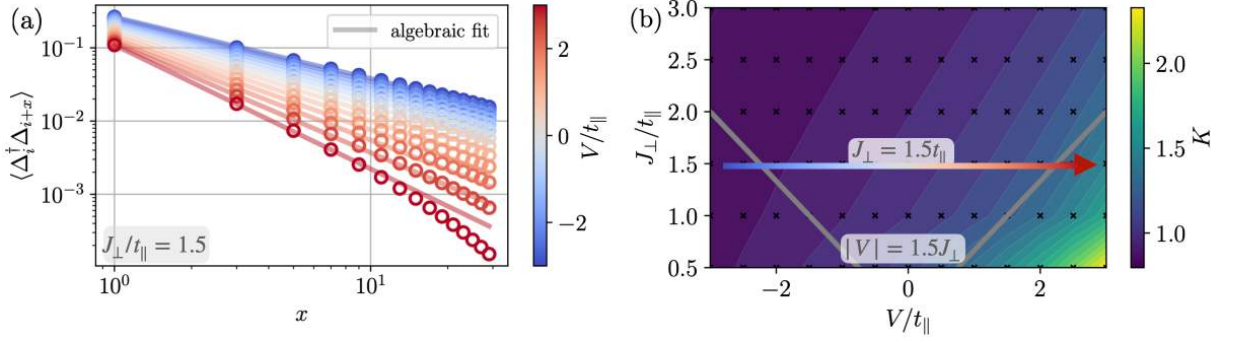 (a)
10⁻¹
10⁻²
10⁻³
⟨Δ†ᵢΔᵢ₊ₓ⟩
algebraic fit
J⊥/t∥ = 1.5
10⁰
10¹
x
2
0
−2
V/t∥
(b)
3.0
2.5
2.0
1.5
1.0
0.5
J⊥/t∥
J⊥ = 1.5t∥
|V| = 1.5J⊥
−2
0
2
V/t∥
2.0
1.5
1.0
K